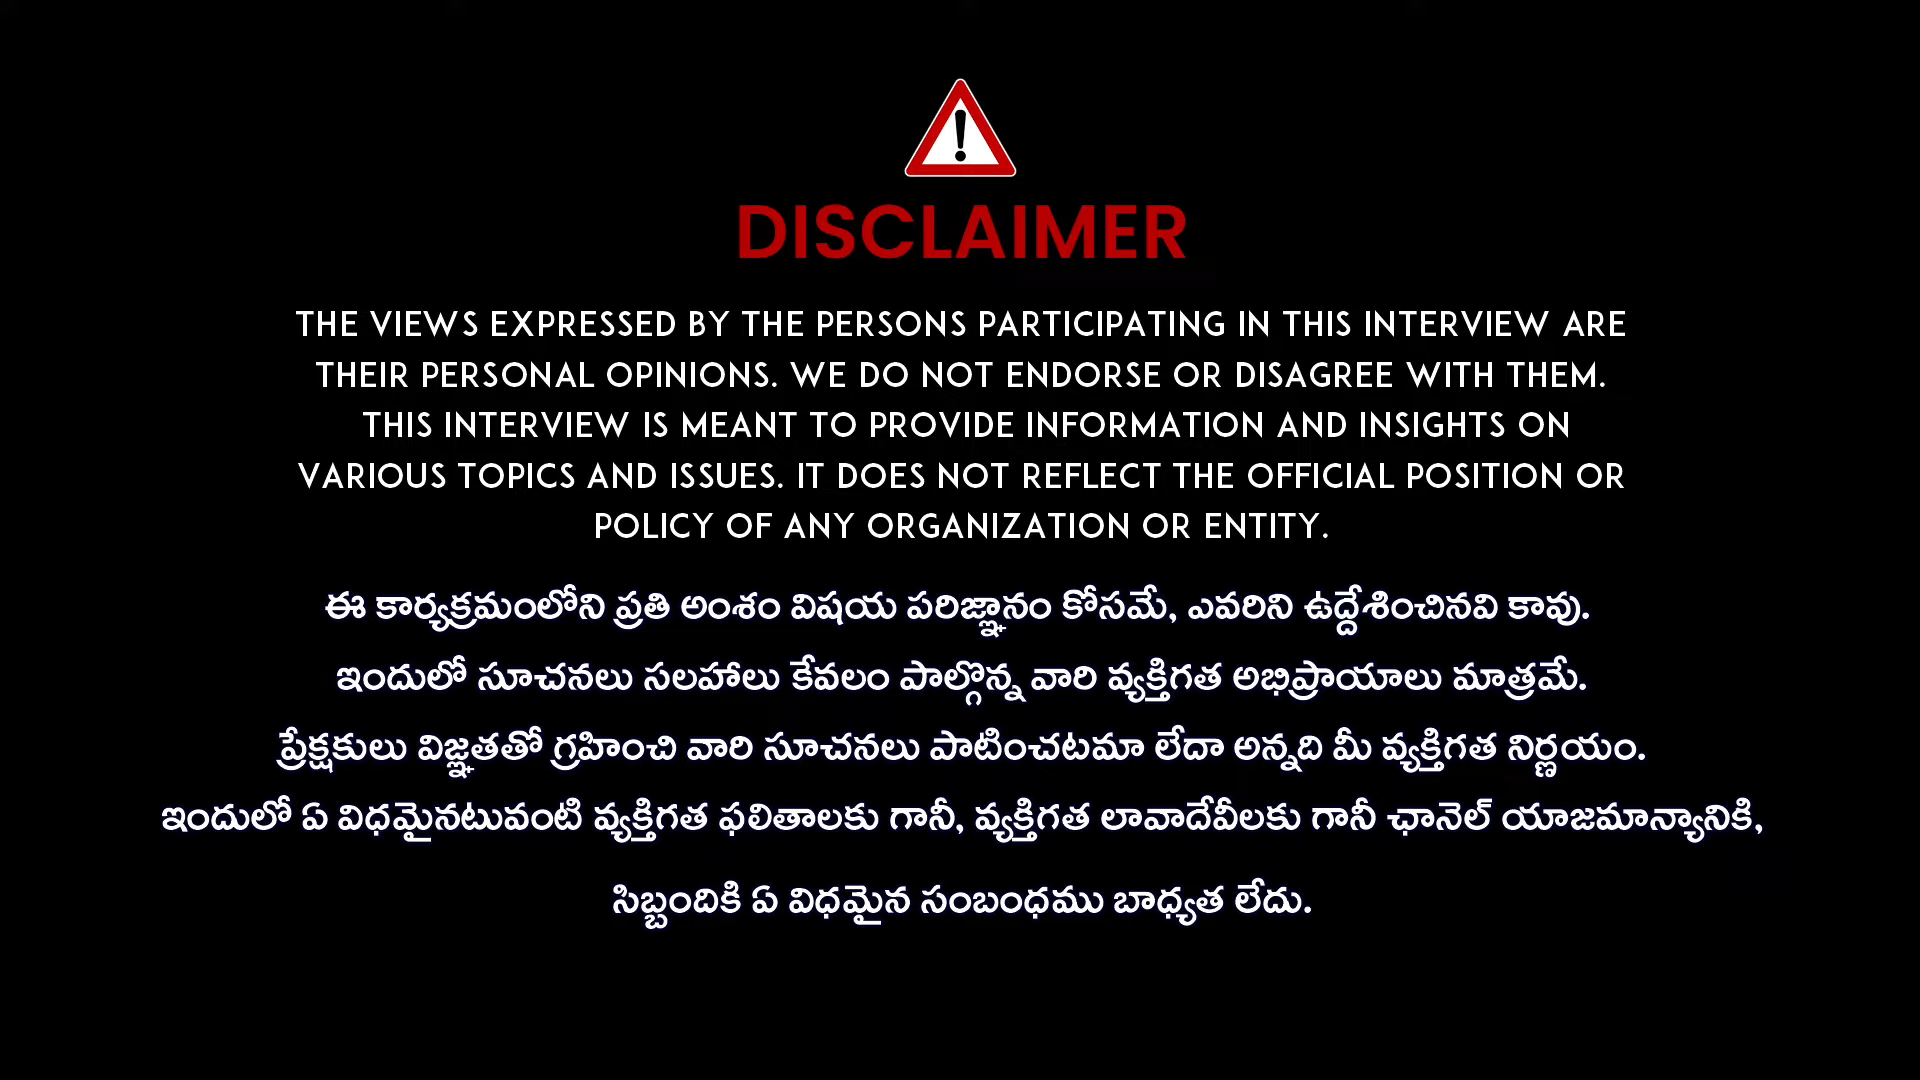 DISCLAIMER
THE VIEWS EXPRESSED BY THE PERSONS PARTICIPATING IN THIS INTERVIEW ARE
THEIR PERSONAL OPINIONS. WE DO NOT ENDORSE OR DISAGREE WITH THEM.
THIS INTERVIEW IS MEANT TO PROVIDE INFORMATION AND INSIGHTS ON
VARIOUS TOPICS AND ISSUES. IT DOES NOT REFLECT THE OFFICIAL POSITION OR
POLICY OF ANY ORGANIZATION OR ENTITY.
ఈ కార్యక్రమంలోని ప్రతి అంశం విషయ పరిజ్ఞానం కోసమే, ఎవరిని ఉద్దేశించినవి కావు.
ఇందులో సూచనలు సలహాలు కేవలం పాల్గొన్న వారి వ్యక్తిగత అభిప్రాయాలు మాత్రమే.
ప్రేక్షకులు విజ్ఞతతో గ్రహించి వారి సూచనలు పాటించటమా లేదా అన్నది మీ వ్యక్తిగత నిర్ణయం.
ఇందులో ఏ విధమైనటువంటి వ్యక్తిగత ఫలితాలకు గానీ, వ్యక్తిగత లావాదేవీలకు గానీ ఛానెల్ యాజమాన్యానికి,
సిబ్బందికి ఏ విధమైన సంబంధము బాధ్యత లేదు.